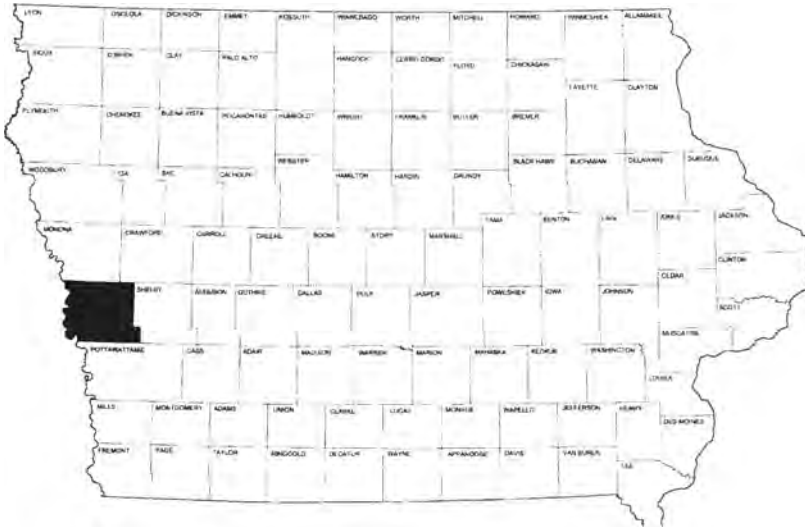 LYON OSCEOLA DICKINSON EMMET KOSSUTH WINNEBAGO WORTH MITCHELL HOWARD WINNESHIEK ALLAMAKEE
SIOUX O'BRIEN CLAY PALO ALTO HANCOCK CERRO GORDO FLOYD CHICKASAW
FAYETTE CLAYTON
PLYMOUTH CHEROKEE BUENA VISTA POCAHONTAS HUMBOLDT WRIGHT FRANKLIN BUTLER BREMER
WOODBURY IDA SAC CALHOUN WEBSTER HAMILTON HARDIN GRUNDY BLACK HAWK BUCHANAN DELAWARE DUBUQUE
MONONA CRAWFORD CARROLL GREENE BOONE STORY MARSHALL TAMA BENTON LINN JONES JACKSON
CLINTON
CEDAR
SHELBY AUDUBON GUTHRIE DALLAS POLK JASPER POWESHIEK IOWA JOHNSON SCOTT
MUSCATINE
POTTAWATTAMIE CASS ADAIR MADISON WARREN MARION MAHASKA KEOKUK WASHINGTON
LOUISA
MILLS MONTGOMERY ADAMS UNION CLARKE LUCAS MONROE WAPELLO JEFFERSON HENRY
DES MOINES
FREMONT PAGE TAYLOR RINGGOLD DECATUR WAYNE APPANOOSE DAVIS VAN BUREN
LEE